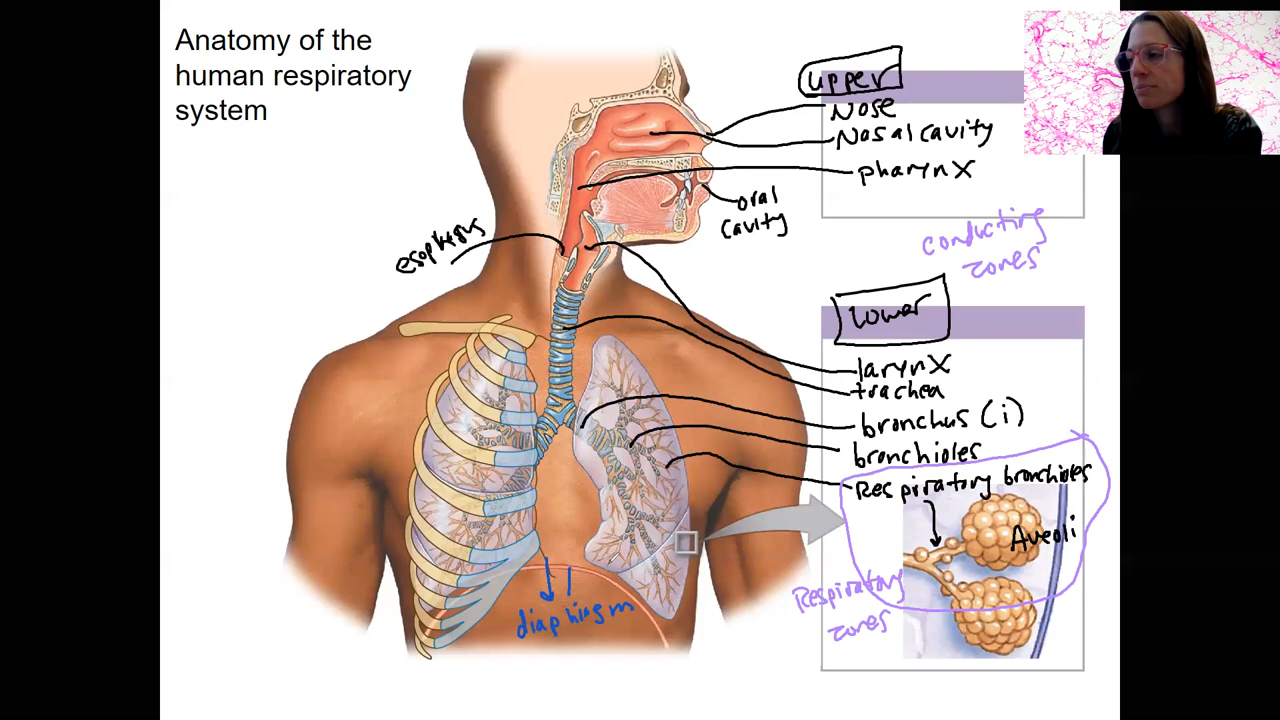 Anatomy of the
human respiratory
system
upper
Nose
Nasal cavity
pharynx
oral
cavity
esophagus
conducting
zones
lower
larynx
trachea
bronchus (i)
bronchioles
Respiratory bronchioles
Aveoli
Respiratory
zones
diaphragm